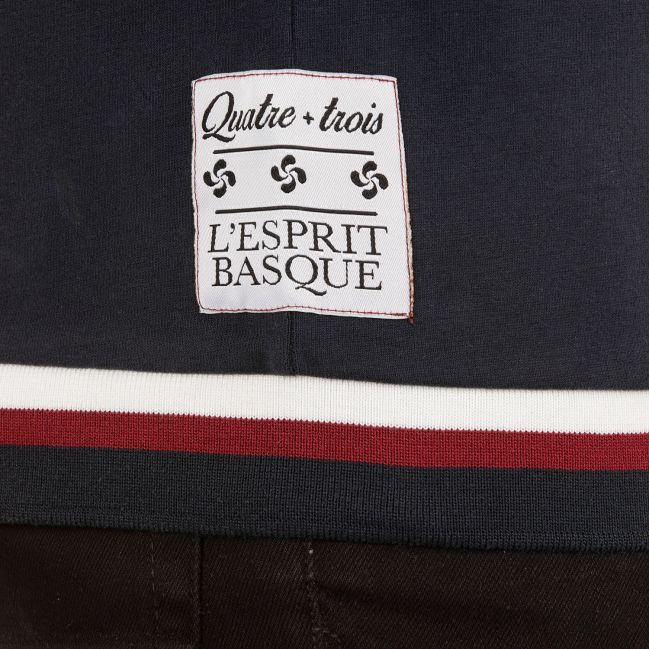 Quatre + trois
L'ESPRIT
BASQUE